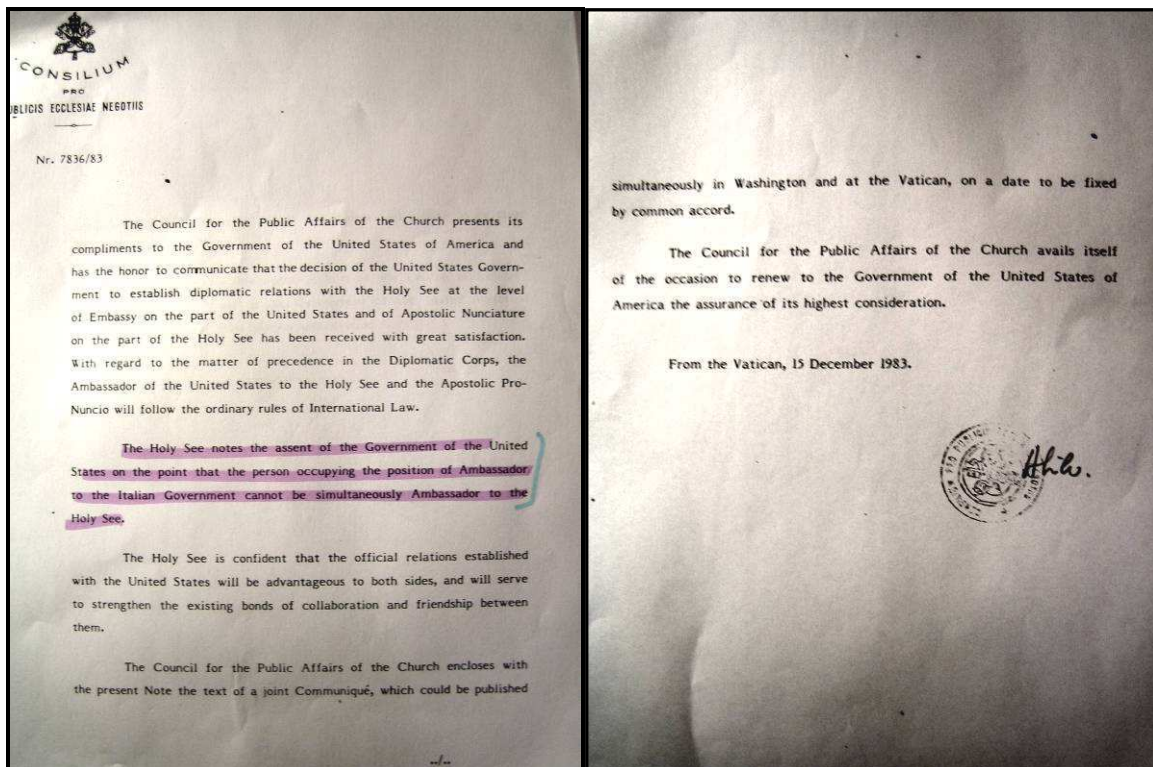 CONSILIUM
PRO
UBLICIS ECCLESIAE NEGOTIIS
Nr. 7836/83
The Council for the Public Affairs of the Church presents its
compliments to the Government of the United States of America and
has the honor to communicate that the decision of the United States Govern-
ment to establish diplomatic relations with the Holy See at the level
of Embassy on the part of the United States and of Apostolic Nunciature
on the part of the Holy See has been received with great satisfaction.
With regard to the matter of precedence in the Diplomatic Corps, the
Ambassador of the United States to the Holy See and the Apostolic Pro-
Nuncio will follow the ordinary rules of International Law.
The Holy See notes the assent of the Government of the United
States on the point that the person occupying the position of Ambassador
to the Italian Government cannot be simultaneously Ambassador to the
Holy See.
The Holy See is confident that the official relations established
with the United States will be advantageous to both sides, and will serve
to strengthen the existing bonds of collaboration and friendship between
them.
The Council for the Public Affairs of the Church encloses with
the present Note the text of a joint Communiqué, which could be published
../..
simultaneously in Washington and at the Vatican, on a date to be fixed
by common accord.
The Council for the Public Affairs of the Church avails itself
of the occasion to renew to the Government of the United States of
America the assurance of its highest consideration.
From the Vatican, 15 December 1983.